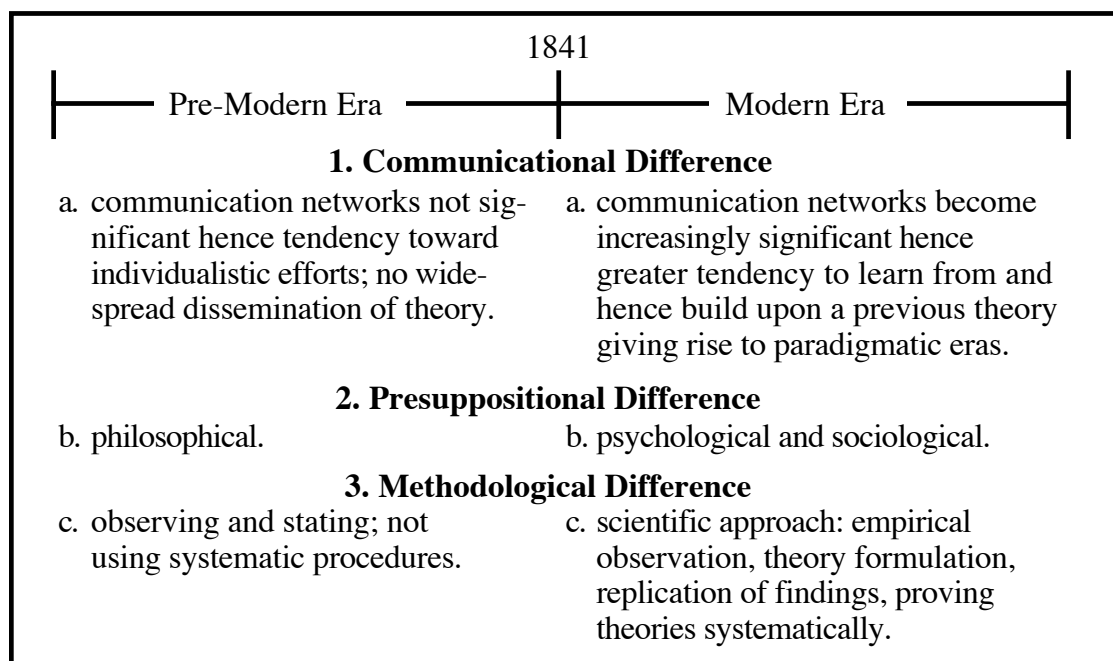 1841
Pre-Modern Era Modern Era
1. Communicational Difference
a. communication networks not sig-
nificant hence tendency toward
individualistic efforts; no wide-
spread dissemination of theory.
a. communication networks become
increasingly significant hence
greater tendency to learn from and
hence build upon a previous theory
giving rise to paradigmatic eras.
2. Presuppositional Difference
b. philosophical.
b. psychological and sociological.
3. Methodological Difference
c. observing and stating; not
using systematic procedures.
c. scientific approach: empirical
observation, theory formulation,
replication of findings, proving
theories systematically.